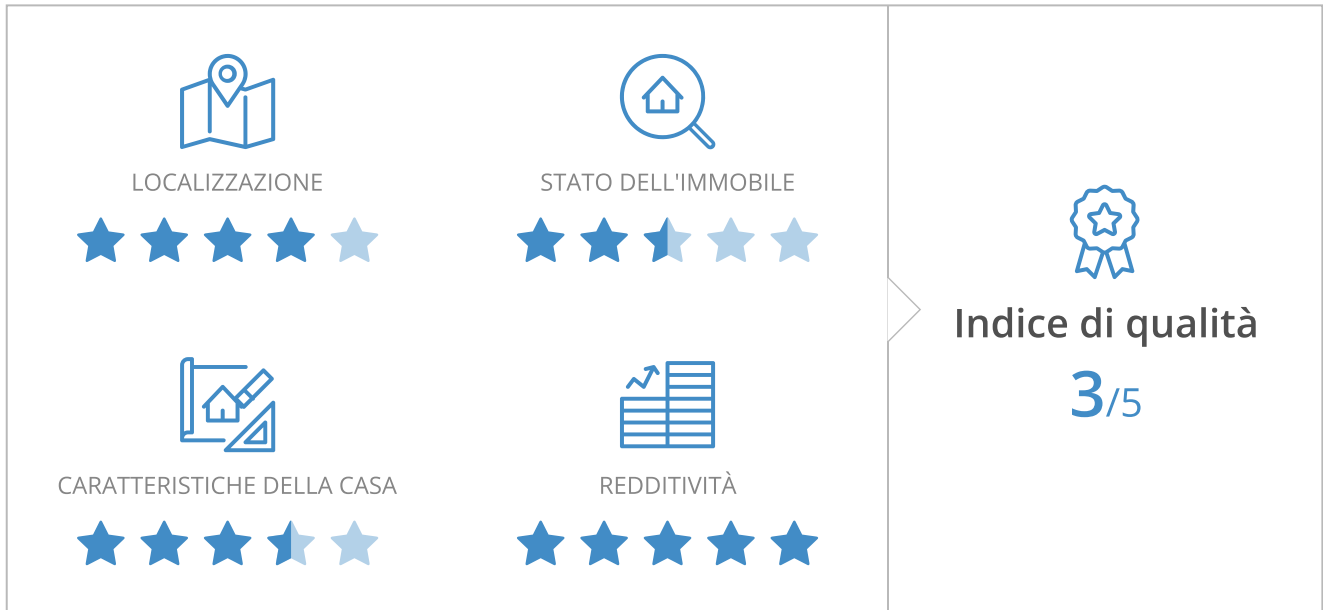 LOCALIZZAZIONE
STATO DELL'IMMOBILE
CARATTERISTICHE DELLA CASA
REDDITIVITÀ
Indice di qualità
3/5